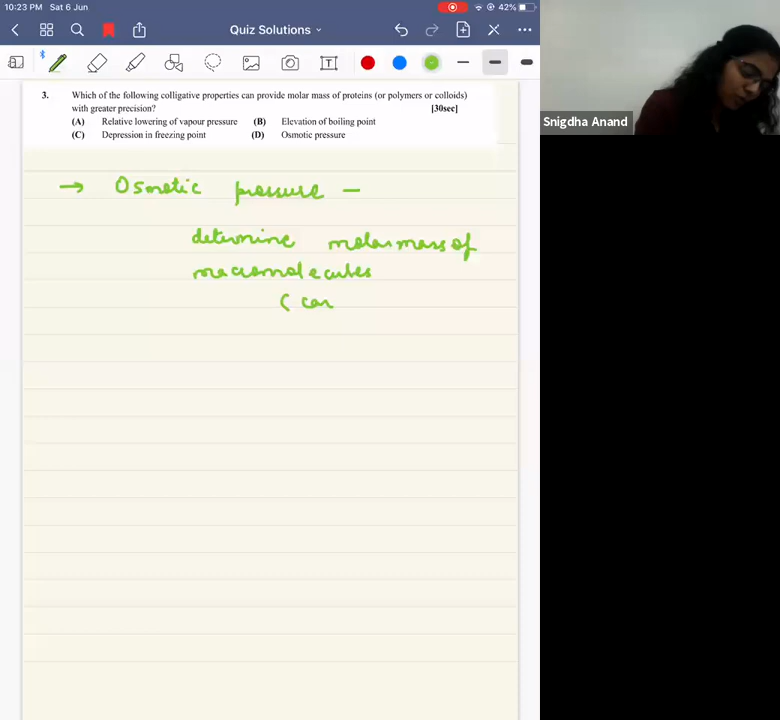 10:23 PM Sat 6 Jun
42%
Quiz Solutions
T
3. Which of the following colligative properties can provide molar mass of proteins (or polymers or colloids)
with greater precision? [30sec]
(A) Relative lowering of vapour pressure (B) Elevation of boiling point
(C) Depression in freezing point (D) Osmotic pressure
→ Osmotic pressure —
determine molar mass of
macromolecules
( can
Snigdha Anand